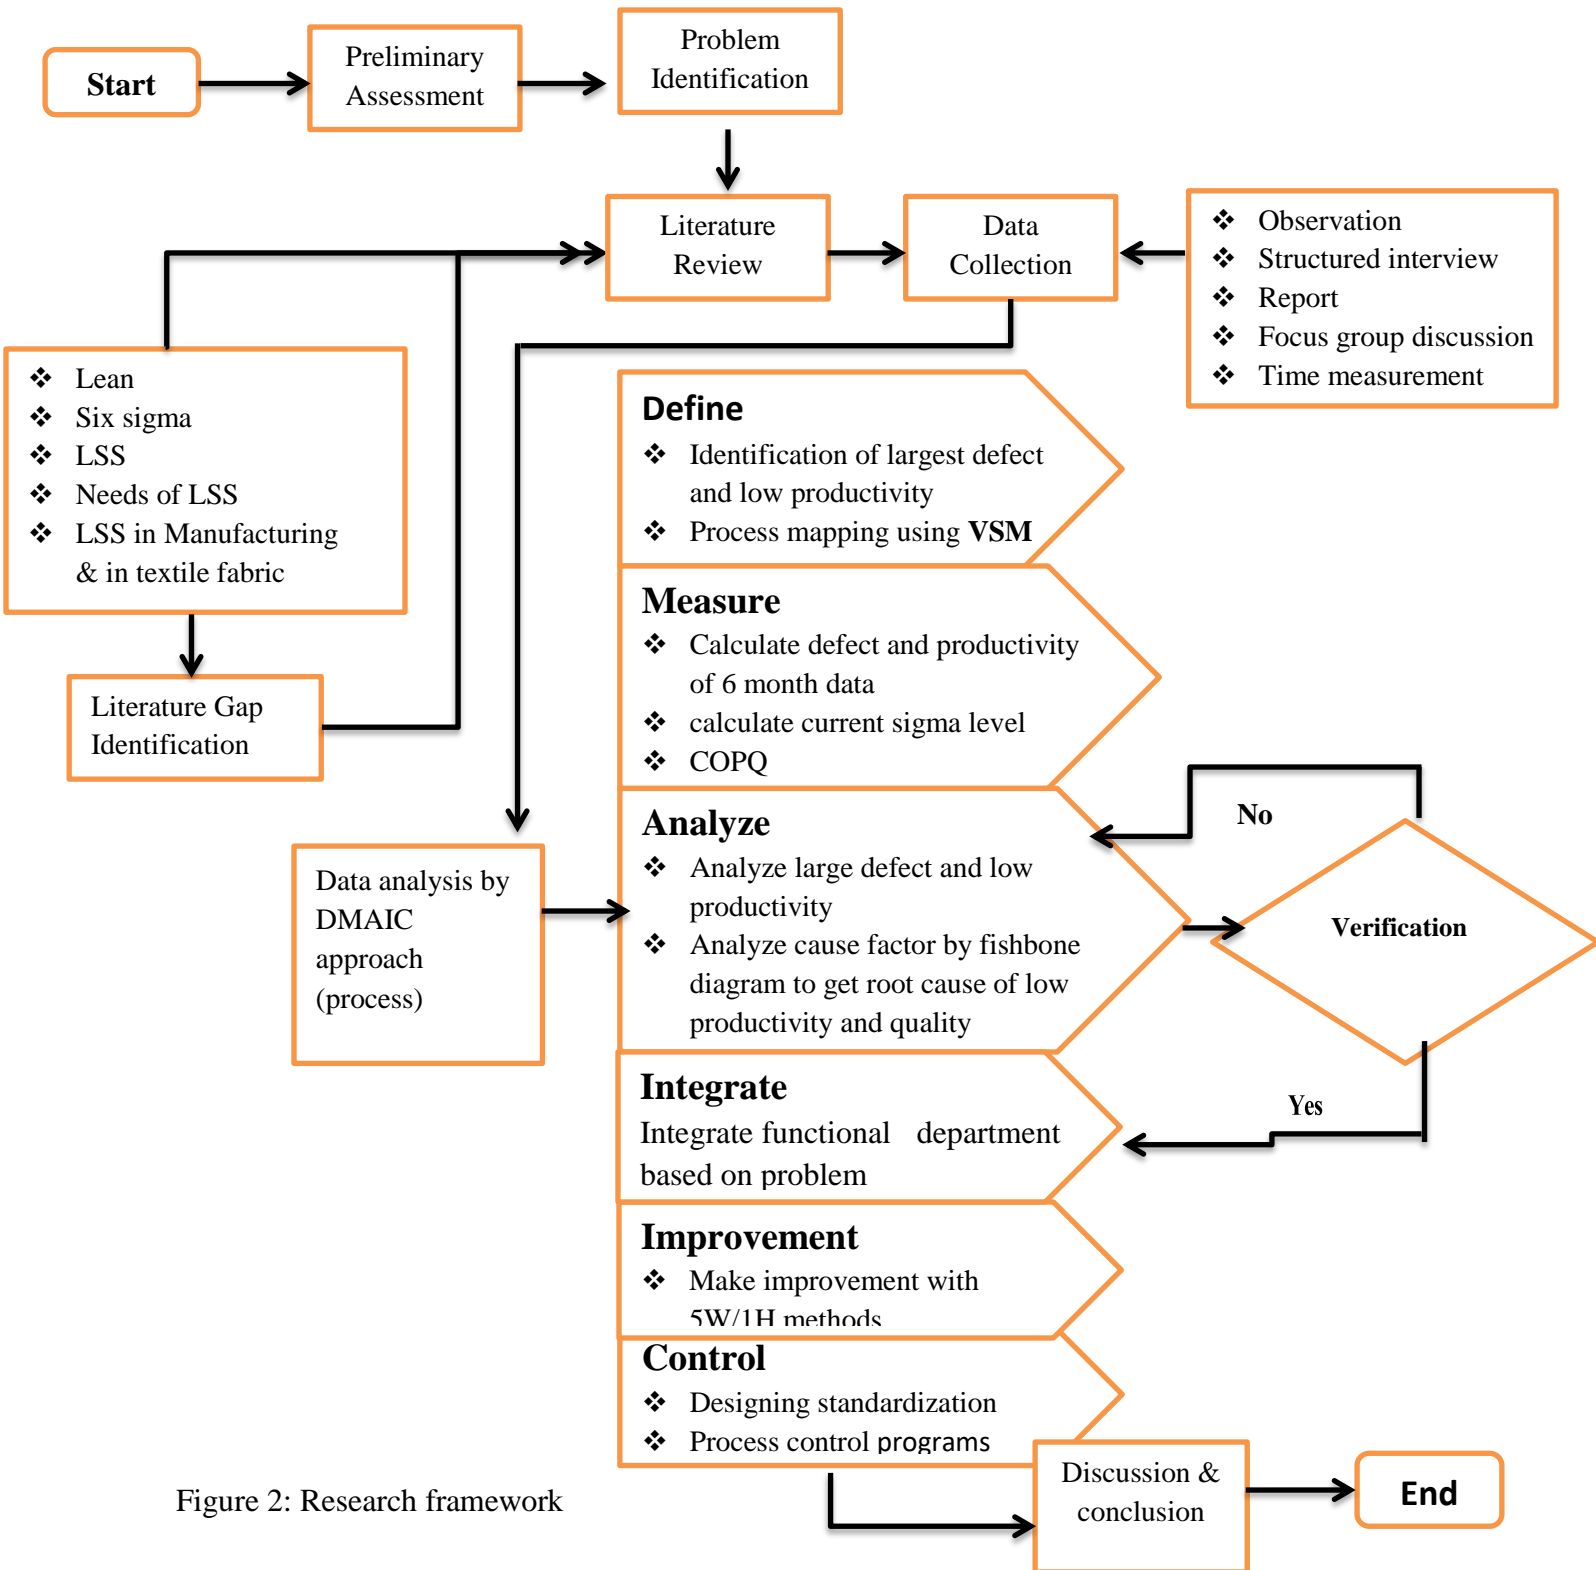 Start
Preliminary
Assessment
Problem
Identification
Literature
Review
Data
Collection
❖ Observation
❖ Structured interview
❖ Report
❖ Focus group discussion
❖ Time measurement
❖ Lean
❖ Six sigma
❖ LSS
❖ Needs of LSS
❖ LSS in Manufacturing
& in textile fabric
Literature Gap
Identification
Data analysis by
DMAIC
approach
(process)
Define
❖ Identification of largest defect
and low productivity
❖ Process mapping using VSM
Measure
❖ Calculate defect and productivity
of 6 month data
❖ calculate current sigma level
❖ COPQ
Analyze
❖ Analyze large defect and low
productivity
❖ Analyze cause factor by fishbone
diagram to get root cause of low
productivity and quality
No
Verification
Yes
Integrate
Integrate functional department
based on problem
Improvement
❖ Make improvement with
5W/1H methods
Control
❖ Designing standardization
❖ Process control programs
Discussion &
conclusion
End
Figure 2: Research framework